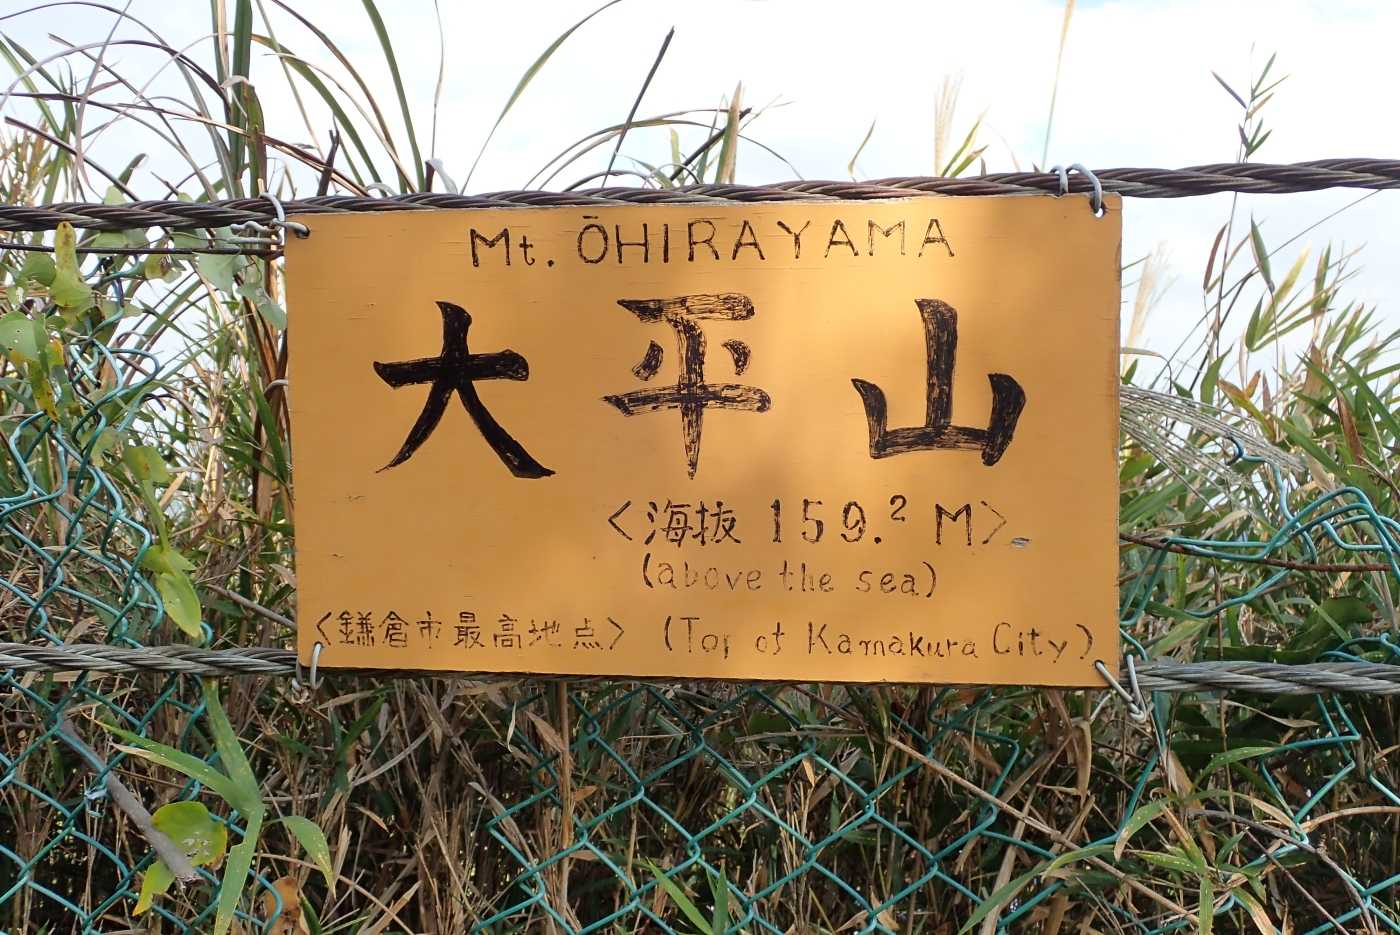 Mt. ŌHIRAYAMA
大平山
<海抜 159.2 M>
(above the sea)
<鎌倉市最高地点> (Top of Kamakura City)